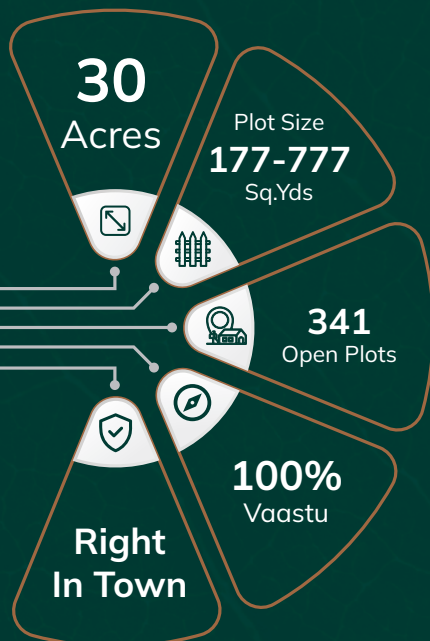 30
Acres
Plot Size
177-777
Sq.Yds
341
Open Plots
100%
Vaastu
Right
In Town